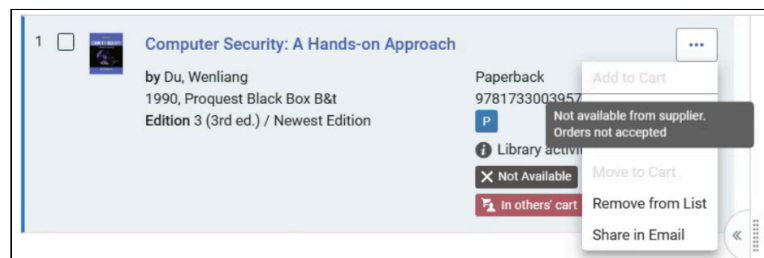 1
Computer Security: A Hands-on Approach
...
by Du, Wenliang
1990, Proquest Black Box B&t
Edition 3 (3rd ed.) / Newest Edition
Paperback
9781733003957
P
Library activi
Not Available
In others' cart
Add to Cart
Not available from supplier.
Orders not accepted
Move to Cart
Remove from List
Share in Email